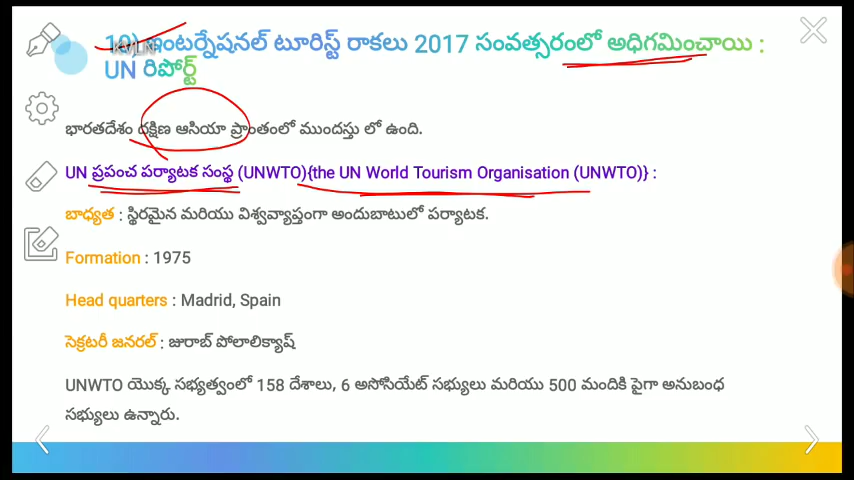 10) ఇంటర్నేషనల్ టూరిస్ట్ రాకలు 2017 సంవత్సరంలో అధిగమించాయి :
UN రిపోర్ట్
భారతదేశం దక్షిణ ఆసియా ప్రాంతంలో ముందస్తు లో ఉంది.
UN ప్రపంచ పర్యాటక సంస్థ (UNWTO){the UN World Tourism Organisation (UNWTO)} :
బాధ్యత : స్థిరమైన మరియు విశ్వవ్యాప్తంగా అందుబాటులో పర్యాటక.
Formation : 1975
Head quarters : Madrid, Spain
సెక్రటరీ జనరల్ : జురాబ్ పోలాలిక్యాష్
UNWTO యొక్క సభ్యత్వంలో 158 దేశాలు, 6 అసోసియేట్ సభ్యులు మరియు 500 మందికి పైగా అనుబంధ
సభ్యులు ఉన్నారు.